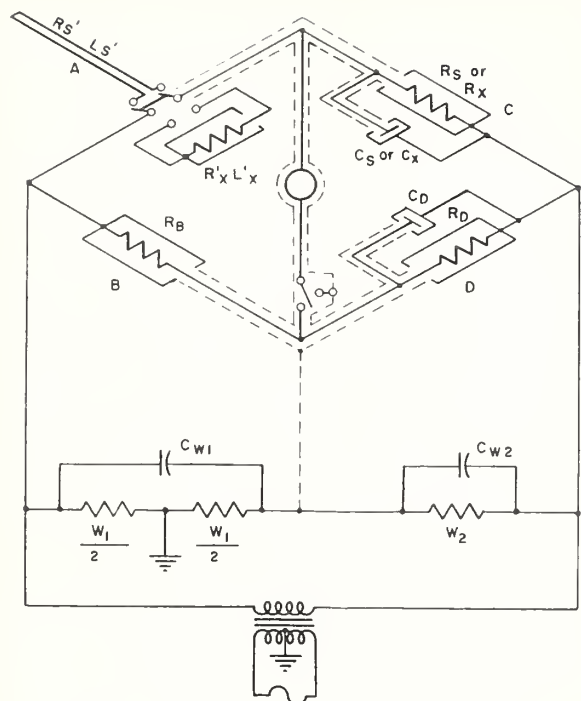 RS' LS'
A
RS or
RX
C
CS or CX
R'X L'X
CD
RB
RD
B
D
CW1
CW2
W1
2
W1
2
W2